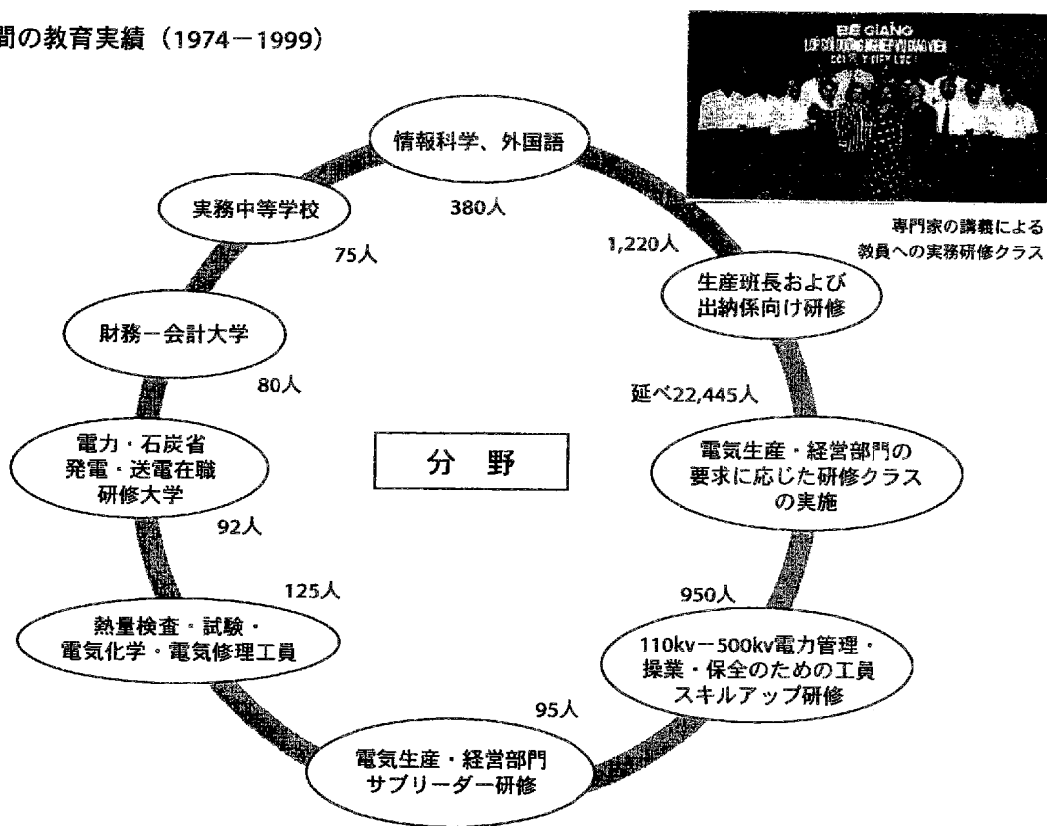 間の教育実績（1974－1999）
BẾ GIẢNG
専門家の講義による
教員への実務研修クラス
情報科学、外国語
380人
実務中等学校
75人
1,220人
生産班長および
出納係向け研修
財務－会計大学
80人
延べ22,445人
電力・石炭省
発電・送電在職
研修大学
92人
分 野
電気生産・経営部門の
要求に応じた研修クラス
の実施
125人
熱量検査・試験・
電気化学・電気修理工員
950人
110kv－500kv電力管理・
操業・保全のための工員
スキルアップ研修
95人
電気生産・経営部門
サブリーダー研修